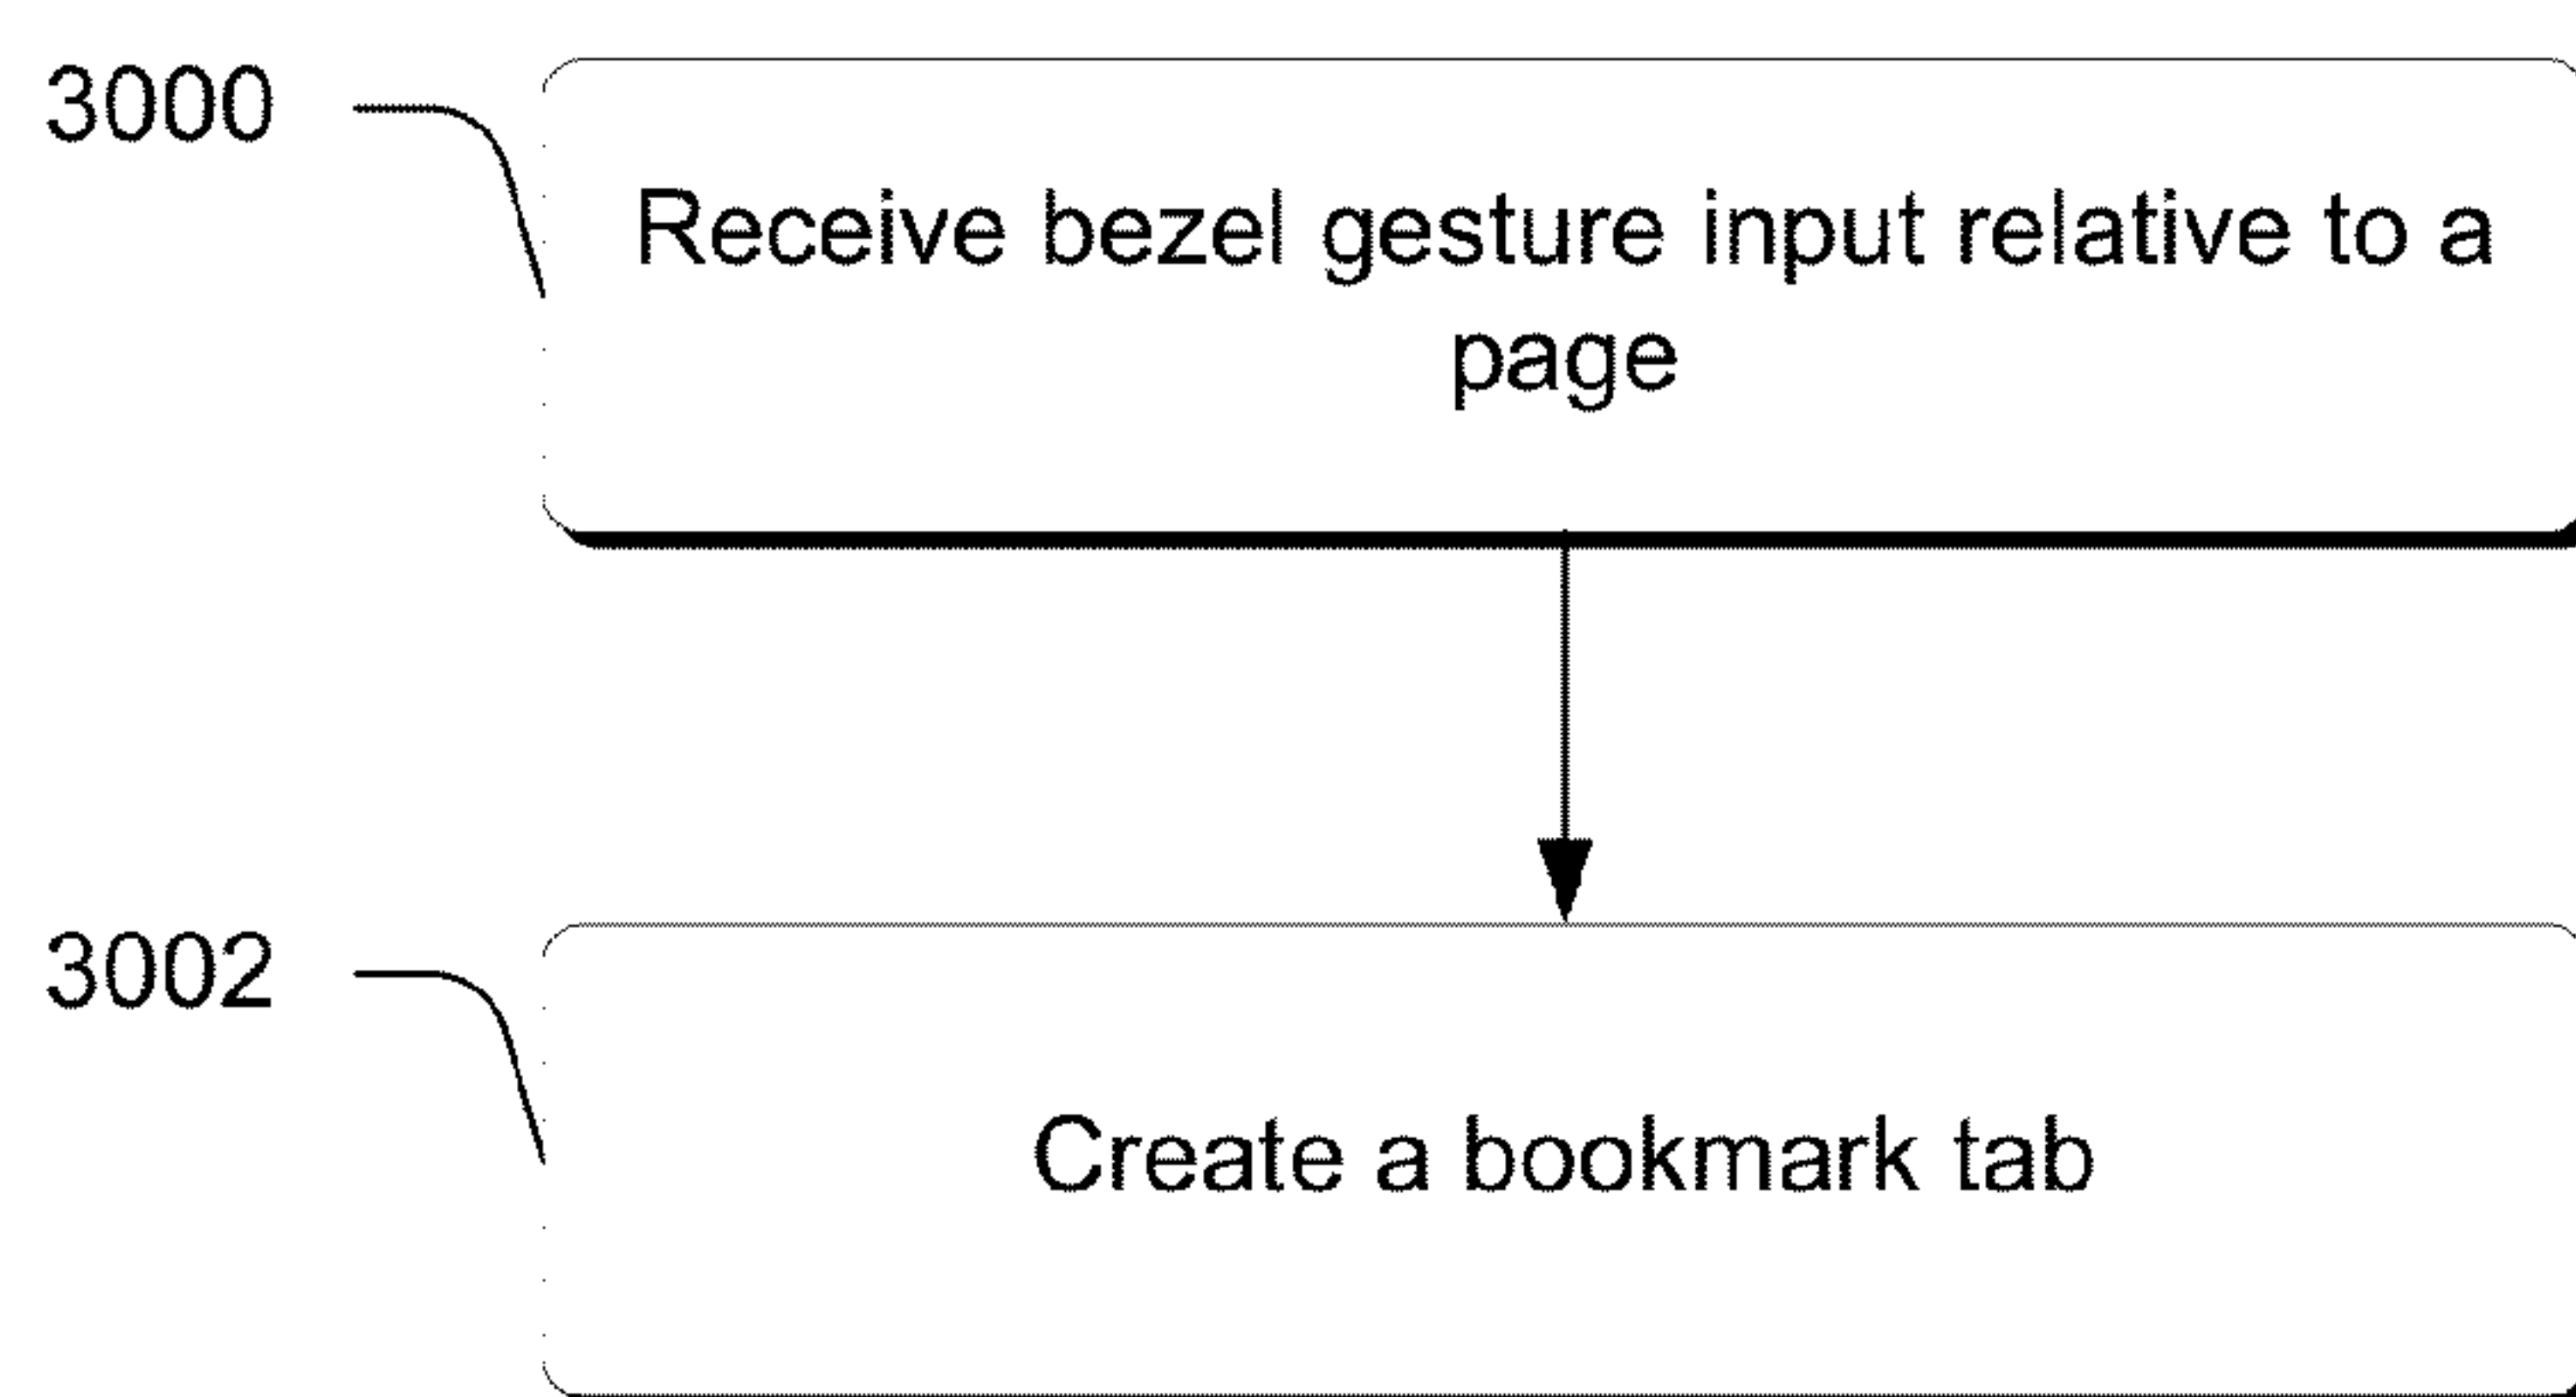 3000
Receive bezel gesture input relative to a
page
3002
Create a bookmark tab